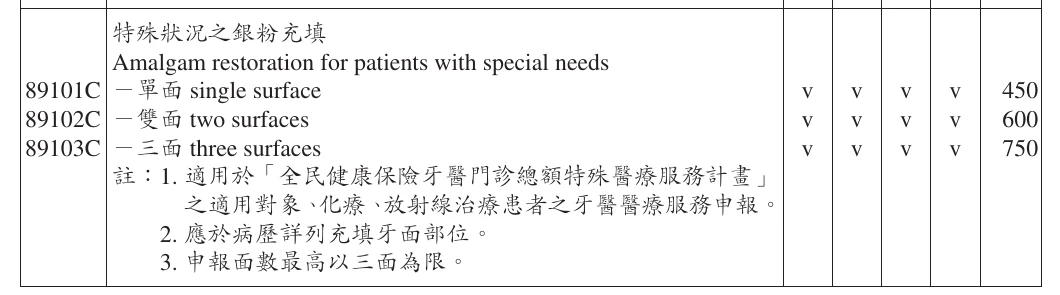 特殊狀況之銀粉充填
Amalgam restoration for patients with special needs
89101C －單面 single surface v v v v 450
89102C －雙面 two surfaces v v v v 600
89103C －三面 three surfaces v v v v 750
註：1. 適用於「全民健康保險牙醫門診總額特殊醫療服務計畫」
之適用對象、化療、放射線治療患者之牙醫醫療服務申報。
2. 應於病歷詳列充填牙面部位。
3. 申報面數最高以三面為限。